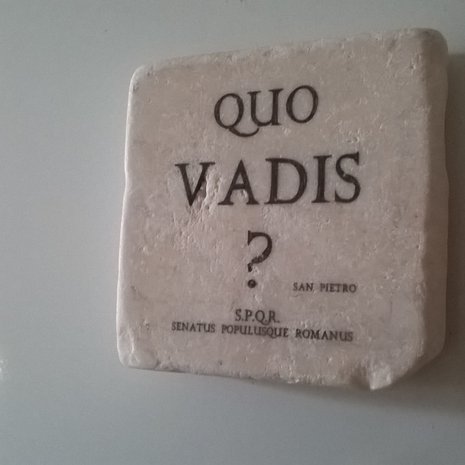 QUO
VADIS
?
SAN PIETRO
S.P.Q.R.
SENATUS POPULUSQUE ROMANUS